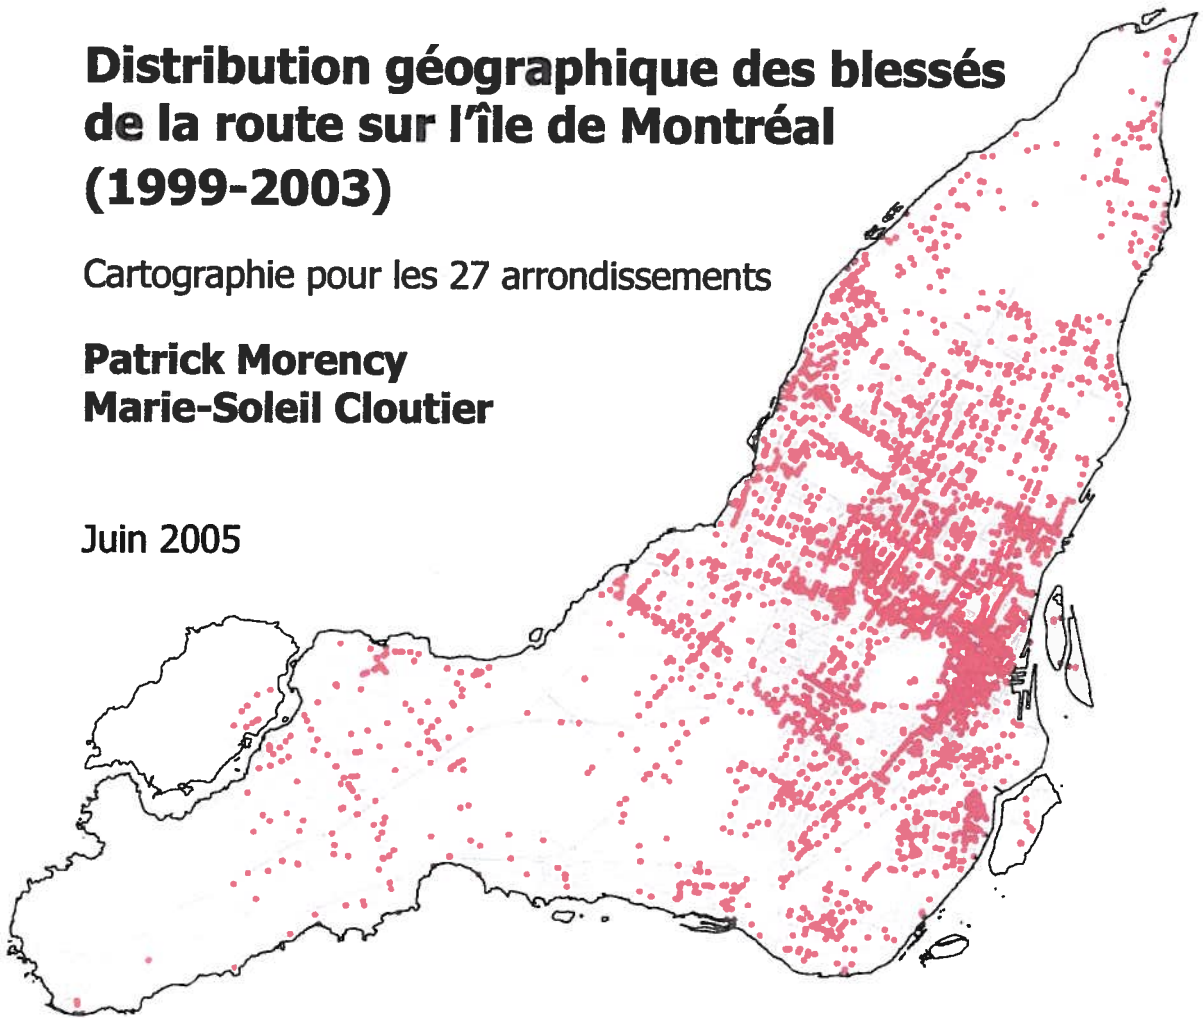 Distribution géographique des blessés
de la route sur l'île de Montréal
(1999-2003)
Cartographie pour les 27 arrondissements
Patrick Morency
Marie-Soleil Cloutier
Juin 2005